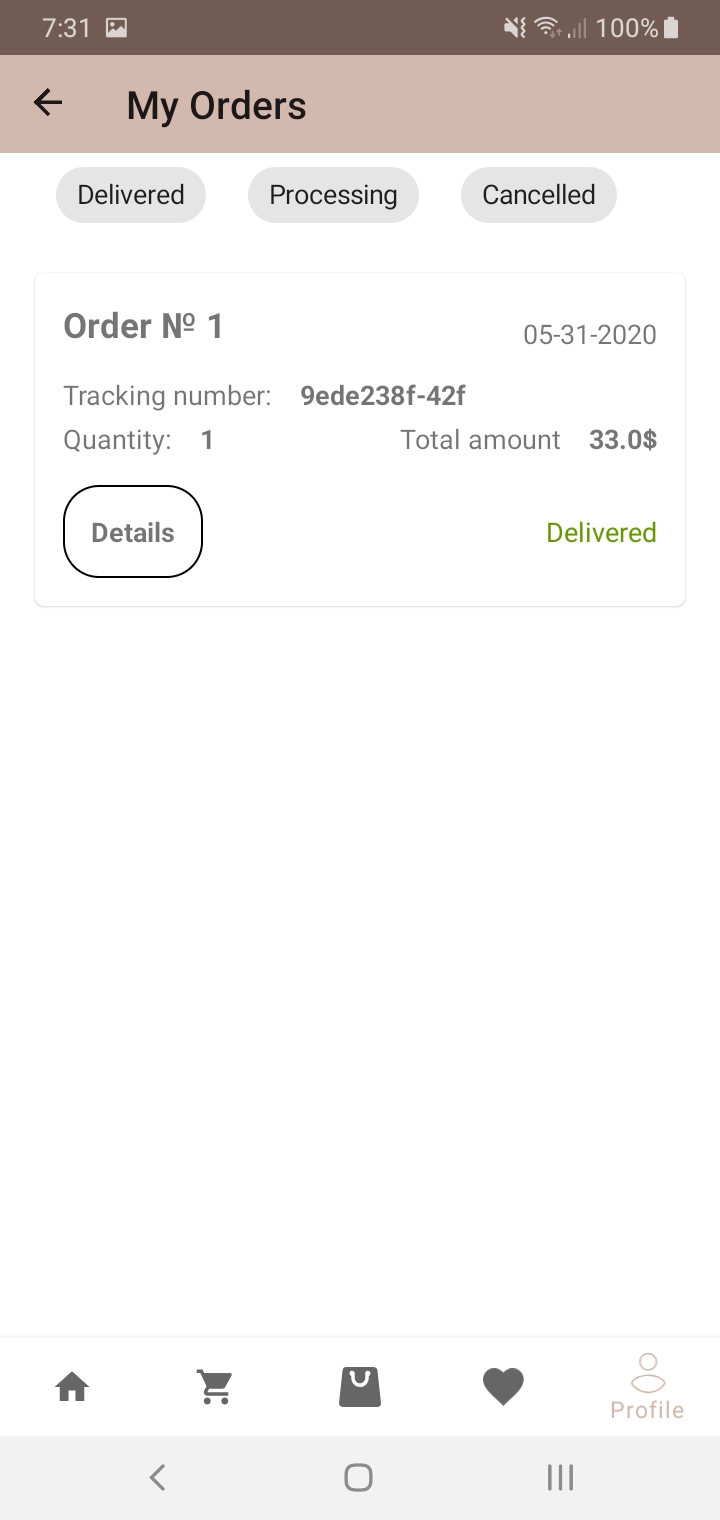 7:31 100%
My Orders
Delivered Processing Cancelled
Order № 1 05-31-2020
Tracking number: 9ede238f-42f
Quantity: 1 Total amount 33.0$
Details Delivered
Profile